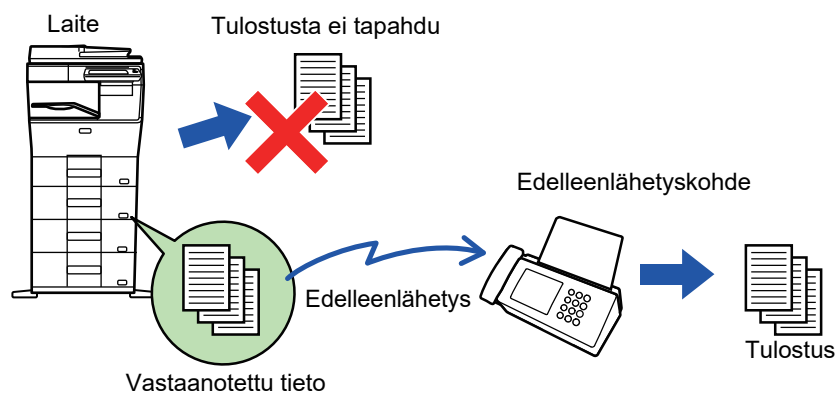 Laite
Tulostusta ei tapahdu
Edelleenlähetyskohde
Edelleenlähetys
Tulostus
Vastaanotettu tieto